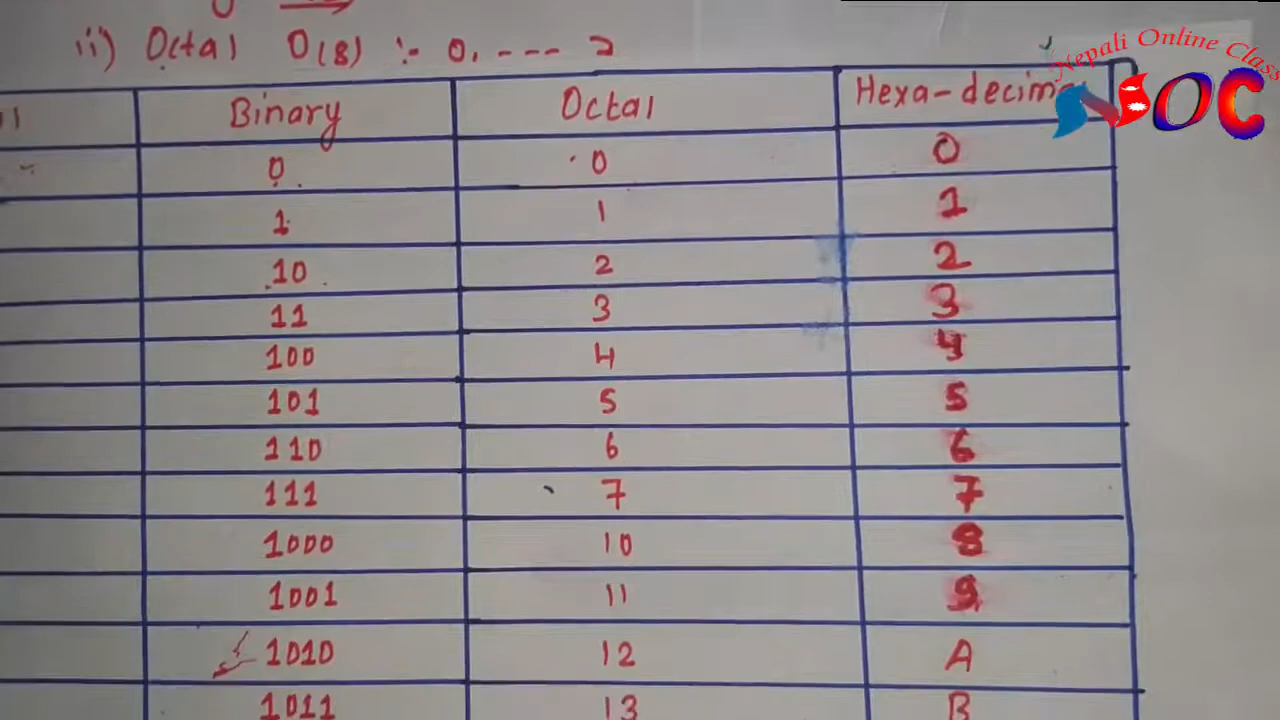 ii) Octal O(8) :- 0, ---- 7
Nepali Online Class
NOC
Binary Octal Hexa-decima
0 0 0
1 1 1
10 2 2
11 3 3
100 4 4
101 5 5
110 6 6
111 7 7
1000 10 8
1001 11 9
1010 12 A
1011 13 B